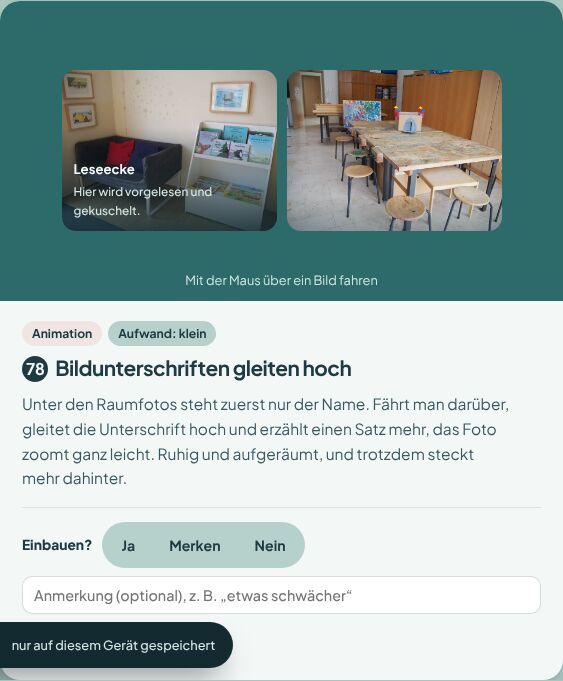 Leseecke
Hier wird vorgelesen und
gekuschelt.
Mit der Maus über ein Bild fahren
Animation
Aufwand: klein
78 Bildunterschriften gleiten hoch
Unter den Raumfotos steht zuerst nur der Name. Fährt man darüber,
gleitet die Unterschrift hoch und erzählt einen Satz mehr, das Foto
zoomt ganz leicht. Ruhig und aufgeräumt, und trotzdem steckt
mehr dahinter.
Einbauen?
Ja
Merken
Nein
Anmerkung (optional), z. B. „etwas schwächer“
nur auf diesem Gerät gespeichert